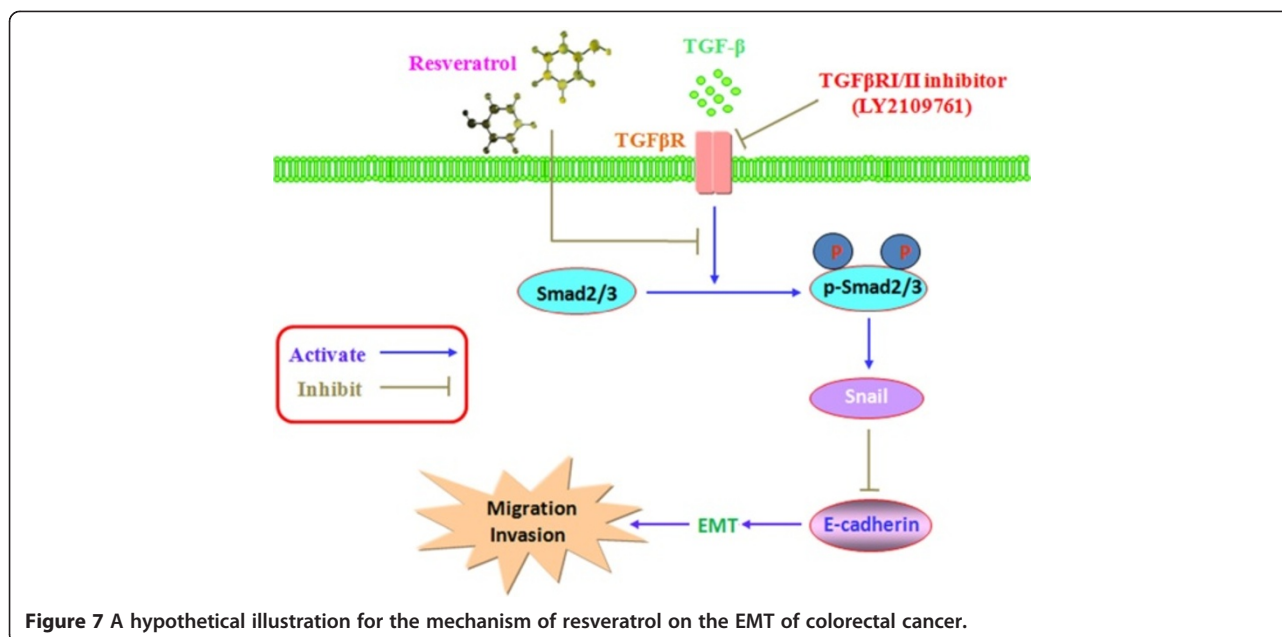 Resveratrol
TGF-β
TGFβRI/II inhibitor
(LY2109761)
TGFβR
P
P
Smad2/3
p-Smad2/3
Activate
Inhibit
Snail
Migration
Invasion
EMT
E-cadherin
Figure 7 A hypothetical illustration for the mechanism of resveratrol on the EMT of colorectal cancer.